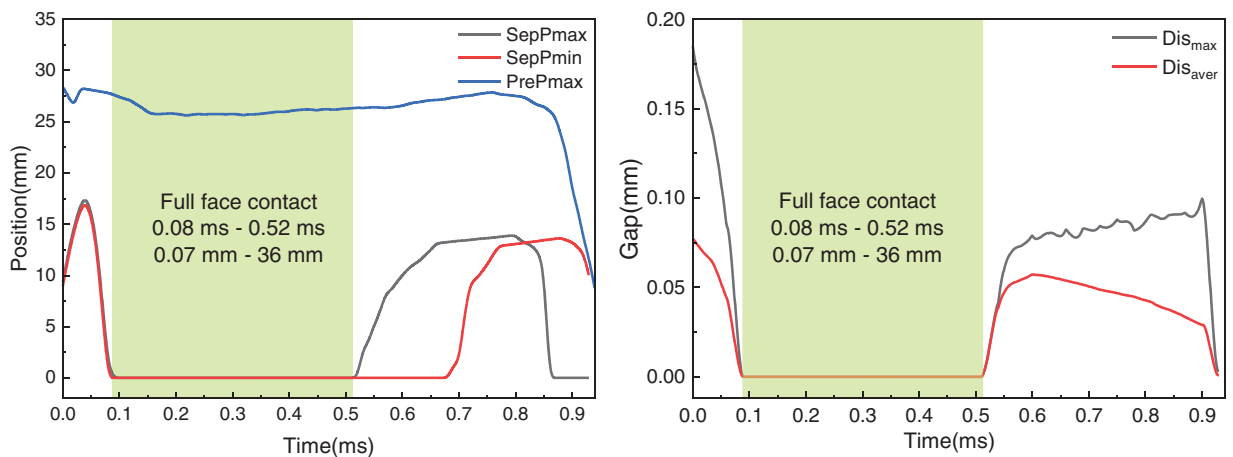 35
30
25
20
15
10
5
0
Position(mm)
SepPmax
SepPmin
PrePmax
Full face contact
0.08 ms - 0.52 ms
0.07 mm - 36 mm
0.0 0.1 0.2 0.3 0.4 0.5 0.6 0.7 0.8 0.9
Time(ms)
0.20
0.15
0.10
0.05
0.00
Gap(mm)
Dismax
Disaver
Full face contact
0.08 ms - 0.52 ms
0.07 mm - 36 mm
0.0 0.1 0.2 0.3 0.4 0.5 0.6 0.7 0.8 0.9
Time(ms)